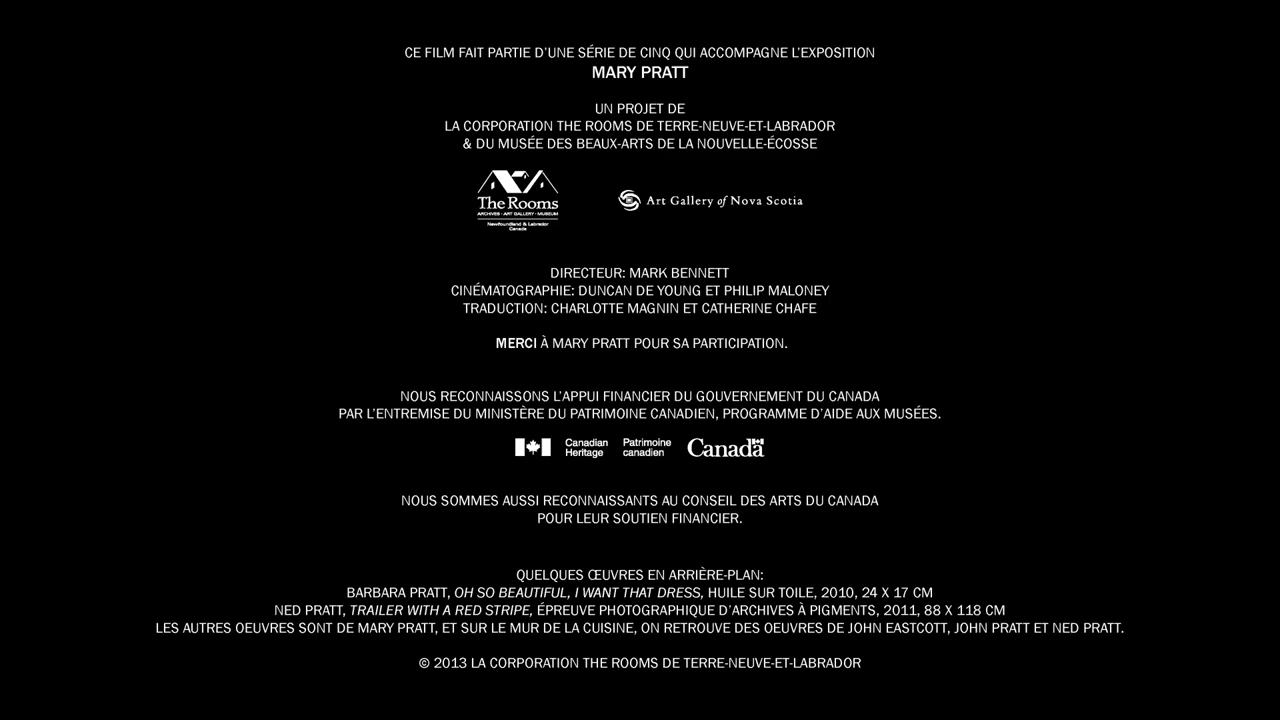 CE FILM FAIT PARTIE D'UNE SÉRIE DE CINQ QUI ACCOMPAGNE L'EXPOSITION
MARY PRATT
UN PROJET DE
LA CORPORATION THE ROOMS DE TERRE-NEUVE-ET-LABRADOR
& DU MUSÉE DES BEAUX-ARTS DE LA NOUVELLE-ÉCOSSE
The Rooms
ARCHIVES • ART GALLERY • MUSEUM
Newfoundland & Labrador
Canada
Art Gallery of Nova Scotia
DIRECTEUR: MARK BENNETT
CINÉMATOGRAPHIE: DUNCAN DE YOUNG ET PHILIP MALONEY
TRADUCTION: CHARLOTTE MAGNIN ET CATHERINE CHAFE
MERCI À MARY PRATT POUR SA PARTICIPATION.
NOUS RECONNAISSONS L'APPUI FINANCIER DU GOUVERNEMENT DU CANADA
PAR L'ENTREMISE DU MINISTÈRE DU PATRIMOINE CANADIEN, PROGRAMME D'AIDE AUX MUSÉES.
Canadian Heritage
Patrimoine canadien
Canada
NOUS SOMMES AUSSI RECONNAISSANTS AU CONSEIL DES ARTS DU CANADA
POUR LEUR SOUTIEN FINANCIER.
QUELQUES ŒUVRES EN ARRIÈRE-PLAN:
BARBARA PRATT, OH SO BEAUTIFUL, I WANT THAT DRESS, HUILE SUR TOILE, 2010, 24 X 17 CM
NED PRATT, TRAILER WITH A RED STRIPE, ÉPREUVE PHOTOGRAPHIQUE D'ARCHIVES À PIGMENTS, 2011, 88 X 118 CM
LES AUTRES OEUVRES SONT DE MARY PRATT, ET SUR LE MUR DE LA CUISINE, ON RETROUVE DES OEUVRES DE JOHN EASTCOTT, JOHN PRATT ET NED PRATT.
© 2013 LA CORPORATION THE ROOMS DE TERRE-NEUVE-ET-LABRADOR